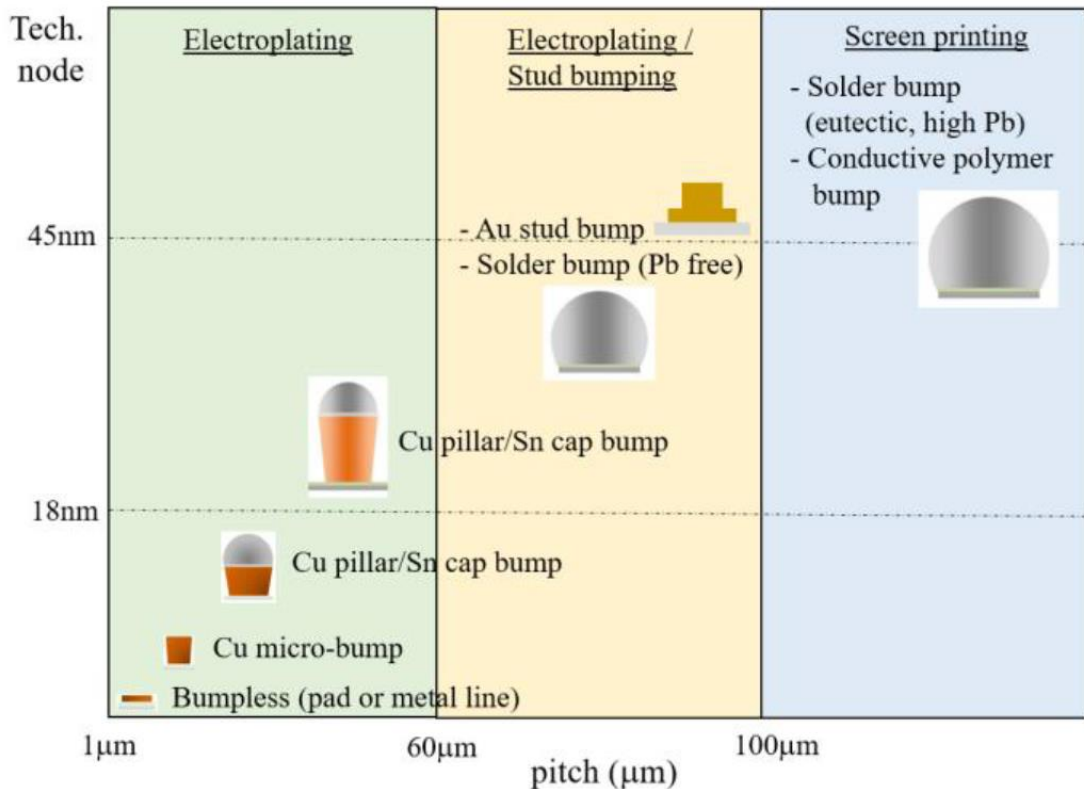 Tech.
node
Electroplating
Electroplating /
Stud bumping
Screen printing
- Solder bump
(eutectic, high Pb)
- Conductive polymer
bump
45nm
- Au stud bump
- Solder bump (Pb free)
Cu pillar/Sn cap bump
18nm
Cu pillar/Sn cap bump
Cu micro-bump
Bumpless (pad or metal line)
1μm
60μm
100μm
pitch (μm)